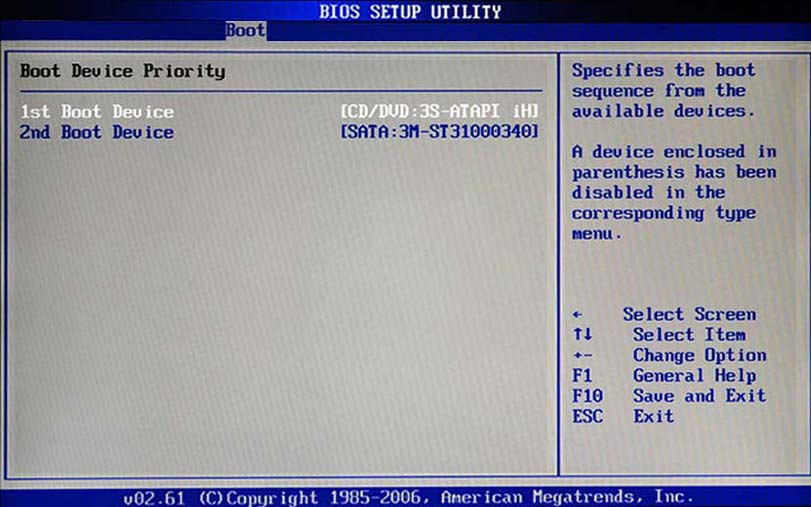 BIOS SETUP UTILITY
Boot
Boot Device Priority
1st Boot Device [CD/DVD:3S-ATAPI iH]
2nd Boot Device [SATA:3M-ST31000340]
Specifies the boot
sequence from the
available devices.
A device enclosed in
parenthesis has been
disabled in the
corresponding type
menu.
← Select Screen
↑↓ Select Item
+- Change Option
F1 General Help
F10 Save and Exit
ESC Exit
v02.61 (C)Copyright 1985-2006, American Megatrends, Inc.